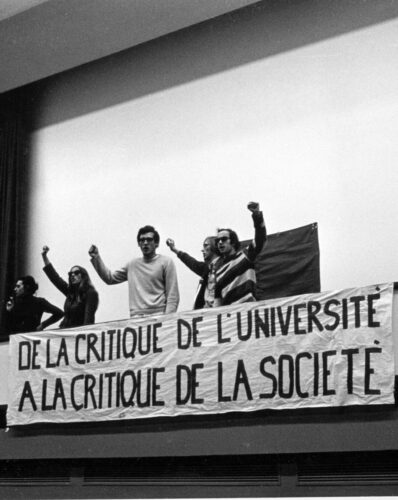 DE LA CRITIQUE DE L'UNIVERSITÉ
A LA CRITIQUE DE LA SOCIETÉ